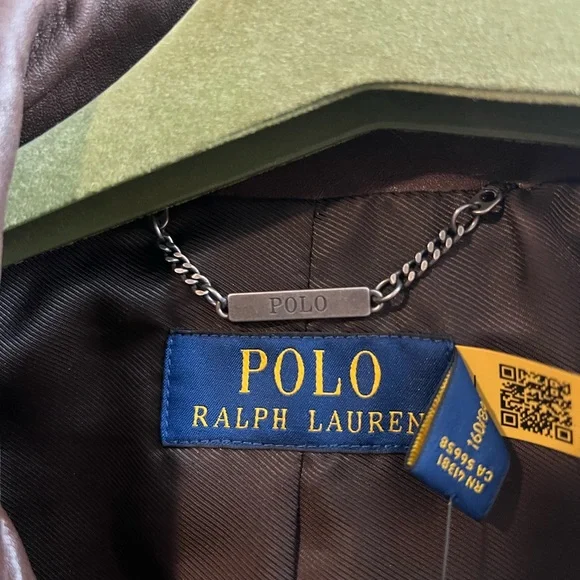 POLO
POLO
RALPH LAUREN
RN 41381
CA 56658